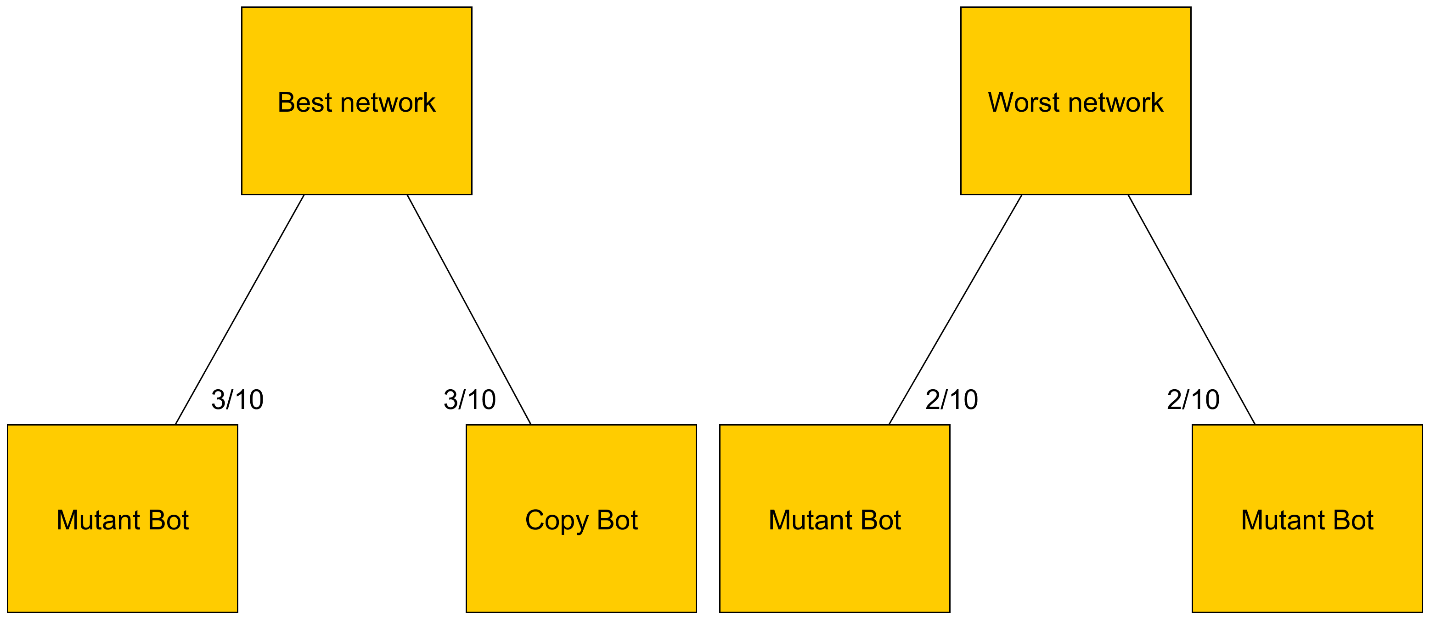 Best network
Worst network
3/10
3/10
2/10
2/10
Mutant Bot
Copy Bot
Mutant Bot
Mutant Bot